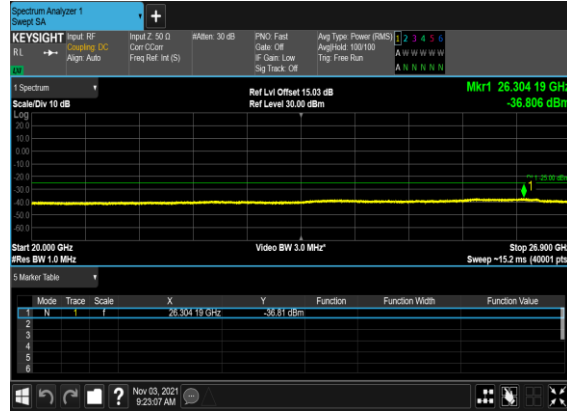 Spectrum Analyzer 1
Swept SA
+
KEYSIGHT Input: RF Input Z: 50 Ω #Atten: 30 dB PNO: Fast Avg Type: Power (RMS) 1 2 3 4 5 6
RL Coupling: DC Corr CCorr Gate: Off Avg|Hold: 100/100 A W W W W W
Align: Auto Freq Ref: Int (S) IF Gain: Low Trig: Free Run
LW Sig Track: Off A N N N N N
1 Spectrum Ref Lvl Offset 15.03 dB Mkr1 26.304 19 GHz
Scale/Div 10 dB Ref Level 30.00 dBm -36.806 dBm
Log
20.0
10.0
0.00
-10.0
-20.0
-30.0
-40.0
-50.0
-60.0
1
Start 20.000 GHz Video BW 3.0 MHz* Stop 26.900 GHz
#Res BW 1.0 MHz Sweep ~15.2 ms (40001 pts)
5 Marker Table
Mode Trace Scale X Y Function Function Width Function Value
1 N 1 f 26.304 19 GHz -36.81 dBm
2
3
4
5
6
? Nov 03, 2021
9:23:07 AM